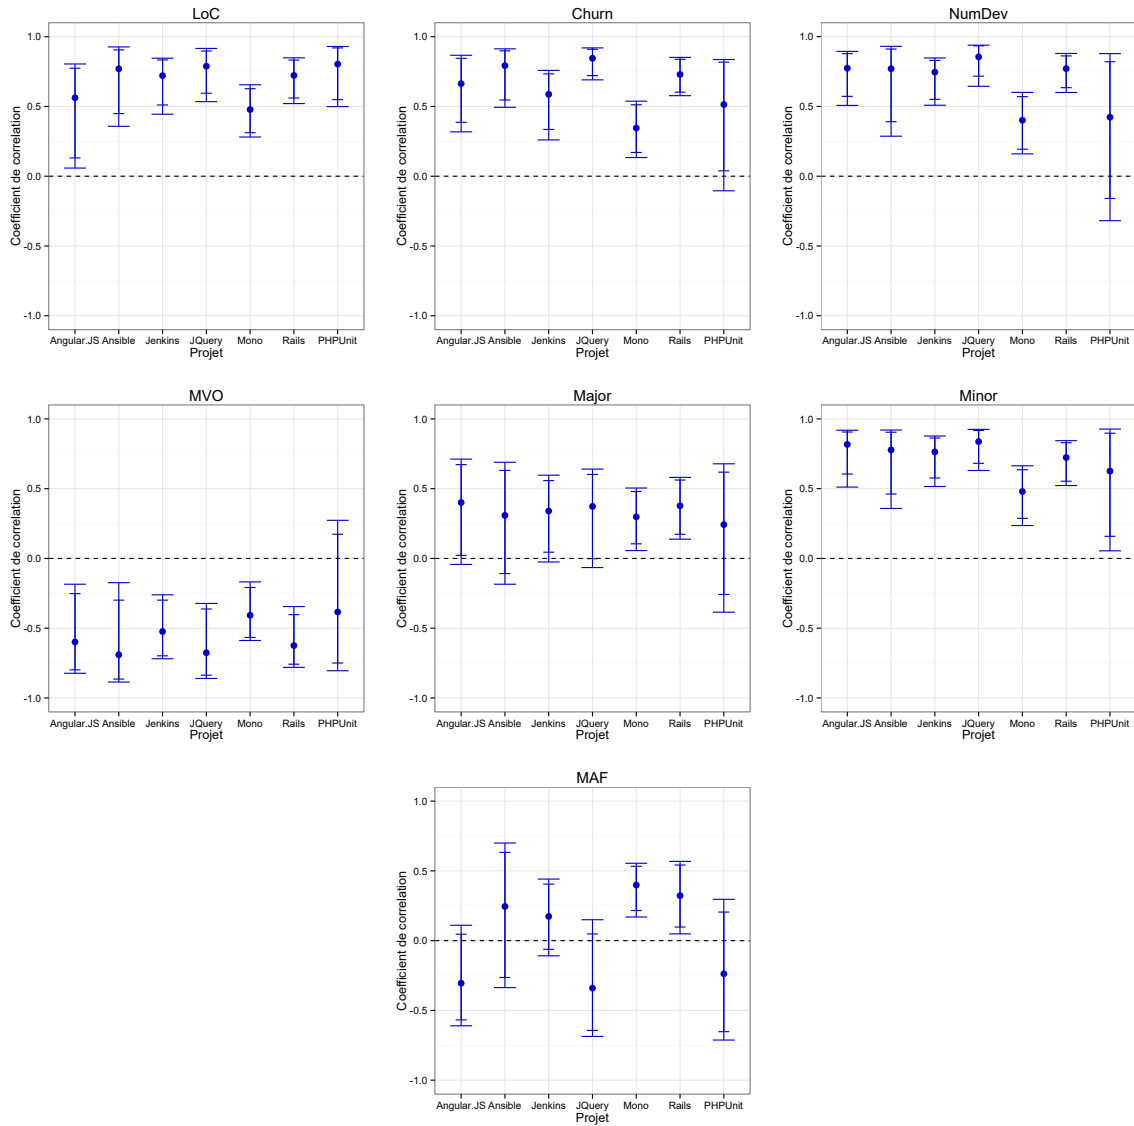 LoC
1.0
0.5
0.0
-0.5
-1.0
Coefficient de correlation
Angular.JS Ansible Jenkins JQuery Mono Rails PHPUnit
Projet
Churn
1.0
0.5
0.0
-0.5
-1.0
Coefficient de correlation
Angular.JS Ansible Jenkins JQuery Mono Rails PHPUnit
Projet
NumDev
1.0
0.5
0.0
-0.5
-1.0
Coefficient de correlation
Angular.JS Ansible Jenkins JQuery Mono Rails PHPUnit
Projet
MVO
1.0
0.5
0.0
-0.5
-1.0
Coefficient de correlation
Angular.JS Ansible Jenkins JQuery Mono Rails PHPUnit
Projet
Major
1.0
0.5
0.0
-0.5
-1.0
Coefficient de correlation
Angular.JS Ansible Jenkins JQuery Mono Rails PHPUnit
Projet
Minor
1.0
0.5
0.0
-0.5
-1.0
Coefficient de correlation
Angular.JS Ansible Jenkins JQuery Mono Rails PHPUnit
Projet
MAF
1.0
0.5
0.0
-0.5
-1.0
Coefficient de correlation
Angular.JS Ansible Jenkins JQuery Mono Rails PHPUnit
Projet